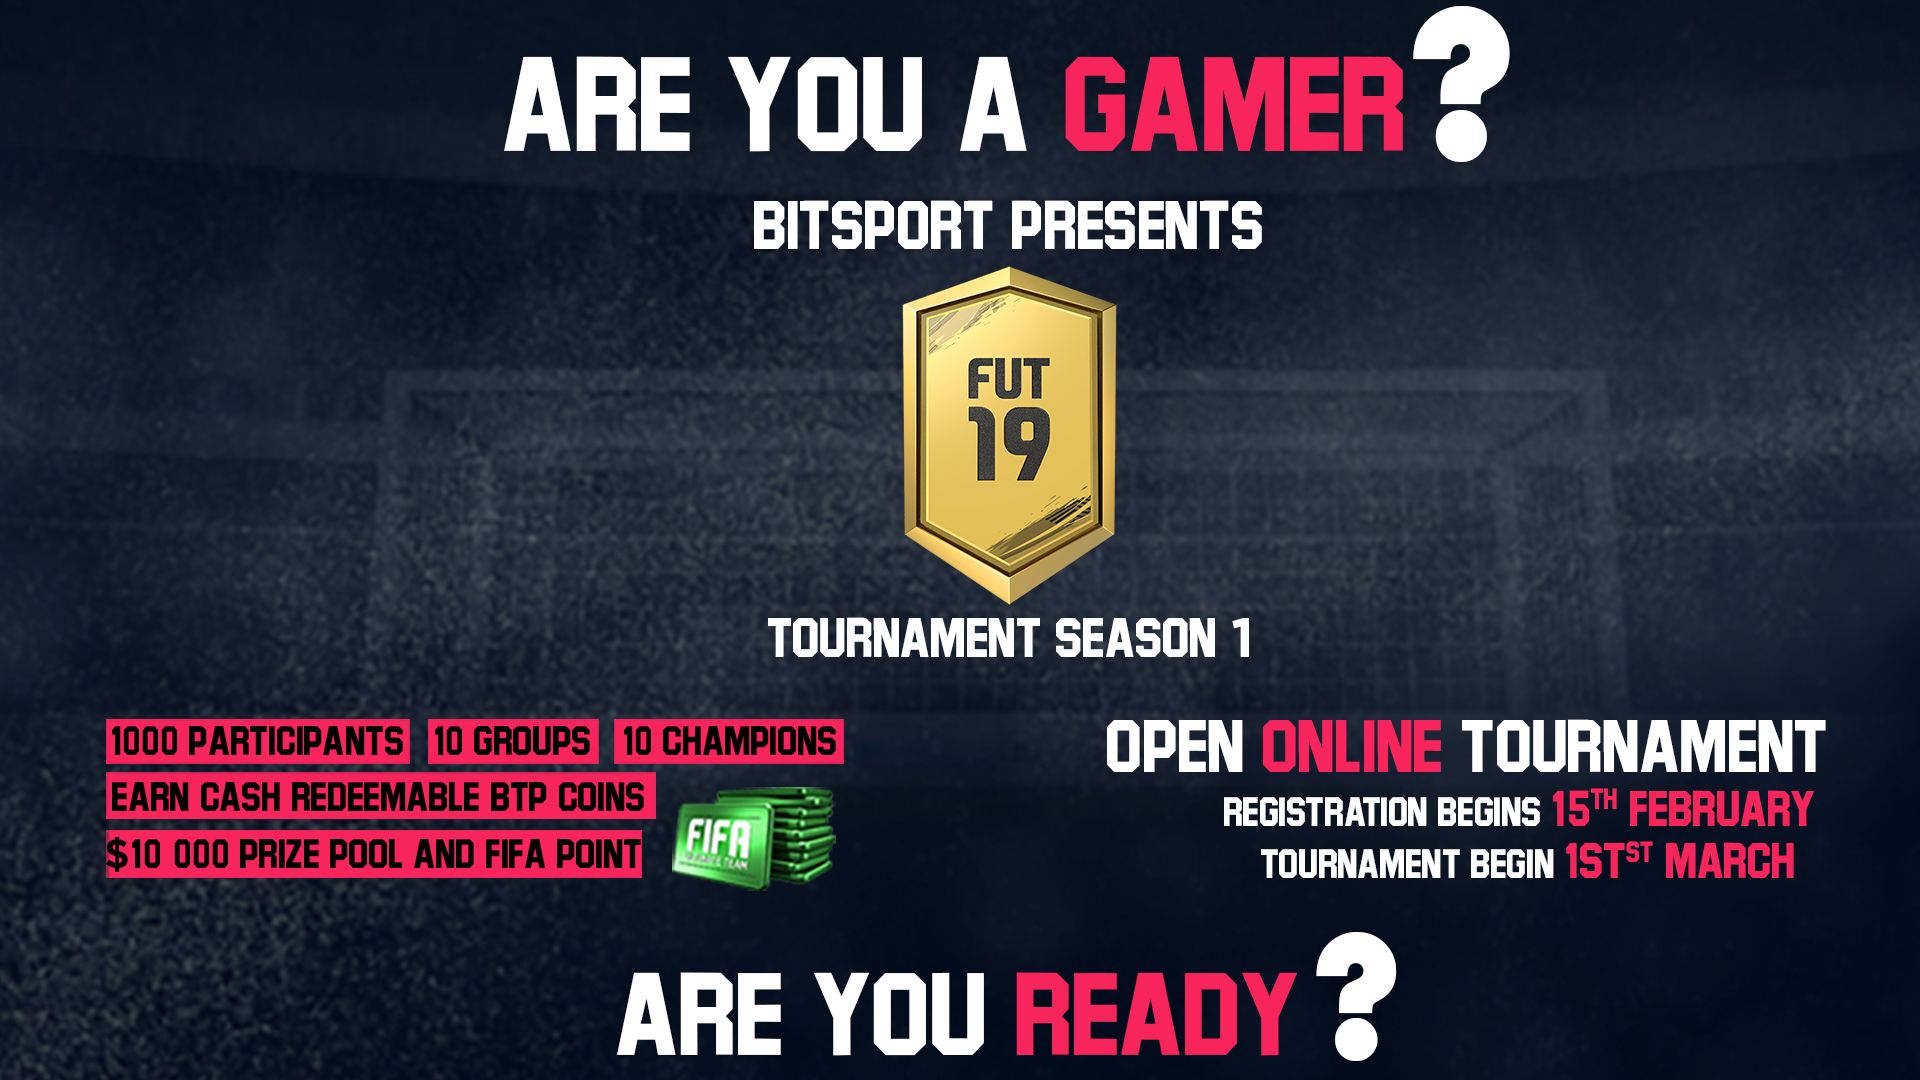 ARE YOU A GAMER?
BITSPORT PRESENTS
FUT
19
TOURNAMENT SEASON 1
1000 PARTICIPANTS 10 GROUPS 10 CHAMPIONS
EARN CASH REDEEMABLE BTP COINS
$10 000 PRIZE POOL AND FIFA POINT
FIFA
TEAM
OPEN ONLINE TOURNAMENT
REGISTRATION BEGINS 15TH FEBRUARY
TOURNAMENT BEGIN 1STST MARCH
ARE YOU READY?